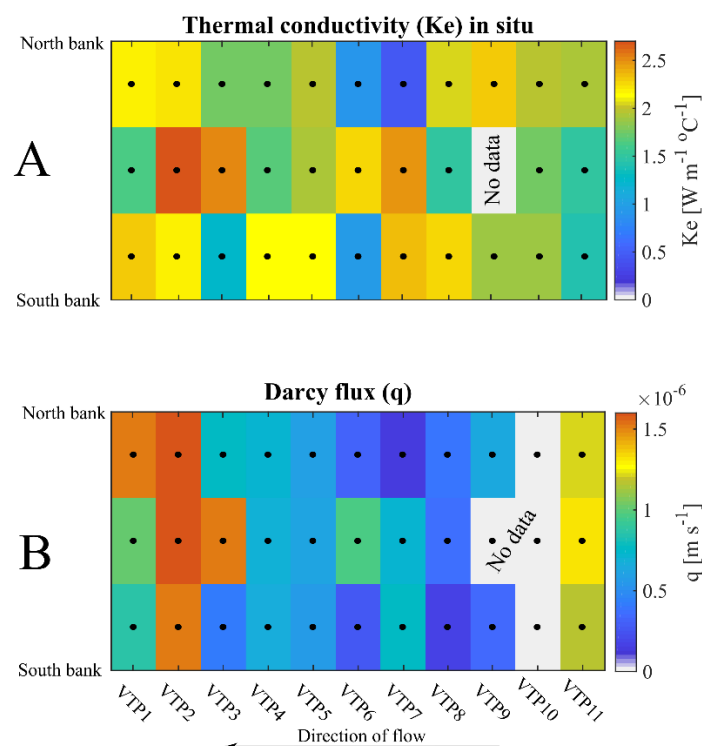 Thermal conductivity (Ke) in situ
North bank
A
South bank
No data
2.5
2
1.5
1
0.5
0
Ke [W m⁻¹ °C⁻¹]
Darcy flux (q)
×10⁻⁶
North bank
B
South bank
No data
1.5
1
0.5
0
q [m s⁻¹]
VTP1 VTP2 VTP3 VTP4 VTP5 VTP6 VTP7 VTP8 VTP9 VTP10 VTP11
Direction of flow